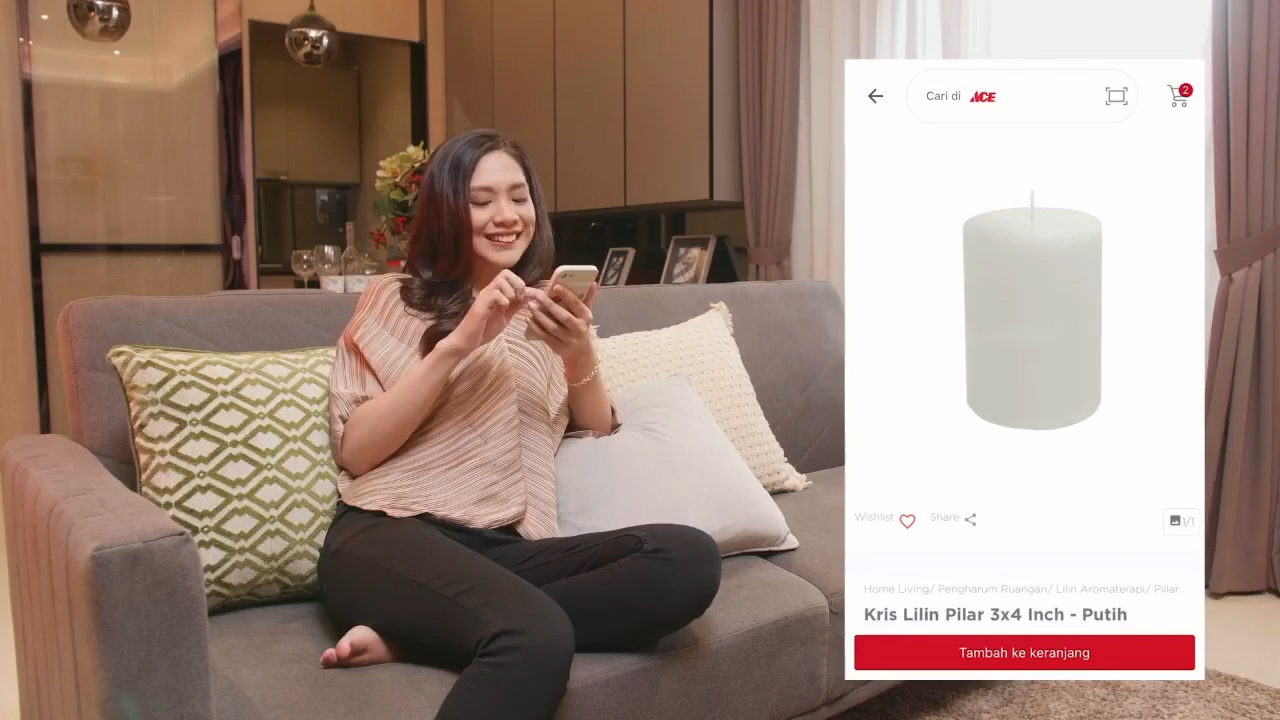 Cari di ACE
2
Wishlist Share
1/1
Home Living/ Pengharum Ruangan/ Lilin Aromaterapi/ Pillar
Kris Lilin Pilar 3x4 Inch - Putih
Tambah ke keranjang